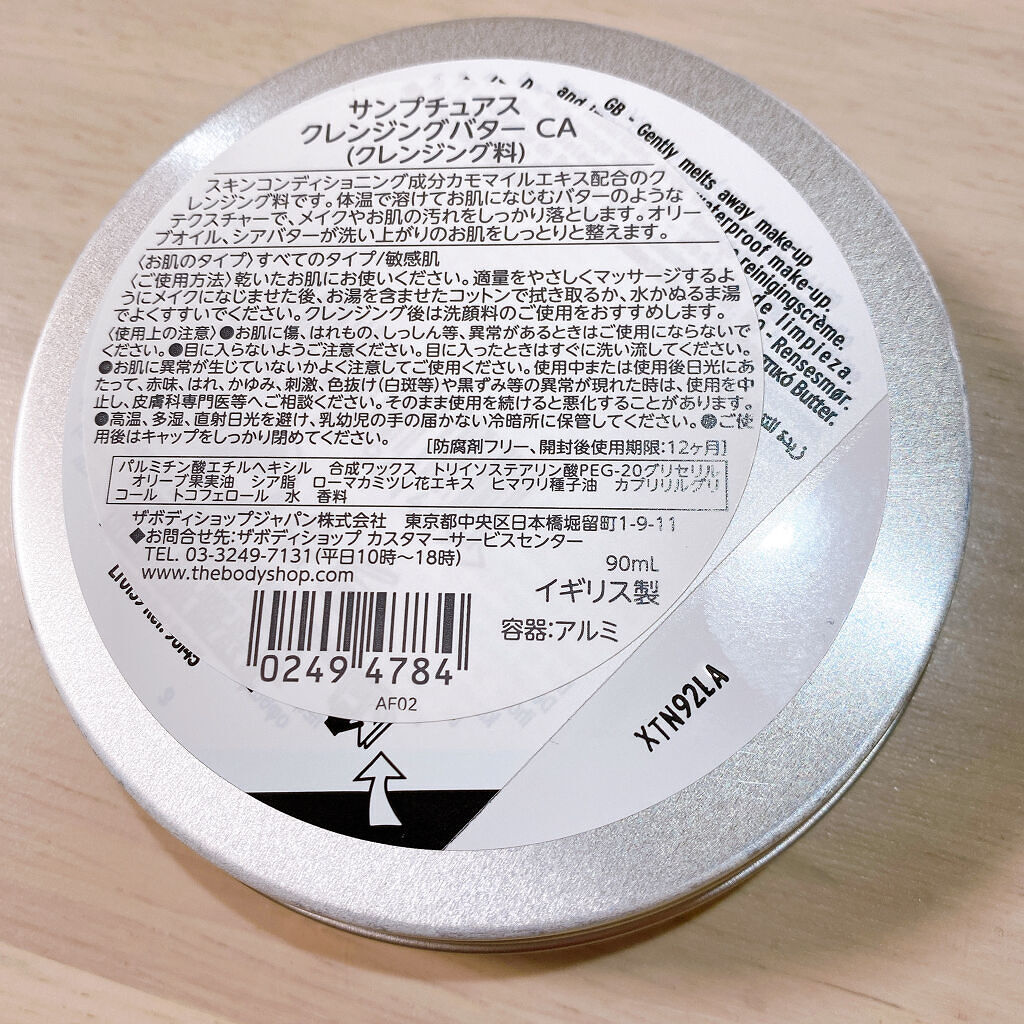 サンプチュアス
クレンジングバター CA
(クレンジング料)
スキンコンディショニング成分カモマイルエキス配合のク
レンジング料です。体温で溶けてお肌になじむバターのような
テクスチャーで、メイクやお肌の汚れをしっかり落とします。オリー
ブオイル、シアバターが洗い上がりのお肌をしっとりと整えます。
〈お肌のタイプ〉すべてのタイプ/敏感肌
〈ご使用方法〉乾いたお肌にお使いください。適量をやさしくマッサージするよ
うにメイクになじませた後、お湯を含ませたコットンで拭き取るか、水かぬるま湯
でよくすすいでください。クレンジング後は洗顔料のご使用をおすすめします。
〈使用上の注意〉●お肌に傷、はれもの、しっしん等、異常があるときはご使用にならないで
ください。●目に入らないようご注意ください。目に入ったときはすぐに洗い流してください。
●お肌に異常が生じていないかよく注意してご使用ください。使用中または使用後日光にあ
たって、赤味、はれ、かゆみ、刺激、色抜け(白斑等)や黒ずみ等の異常が現れた時は、使用を中
止し、皮膚科専門医等へご相談ください。そのまま使用を続けると悪化することがあります。
●高温、多湿、直射日光を避け、乳幼児の手の届かない冷暗所に保管してください。●ご使
用後はキャップをしっかり閉めてください。
[防腐剤フリー、開封後使用期限:12ヶ月]
パルミチン酸エチルヘキシル 合成ワックス トリイソステアリン酸PEG-20グリセリル
オリーブ果実油 シア脂 ローマカミツレ花エキス ヒマワリ種子油 カプリリルグリ
コール トコフェロール 水 香料
ザボディショップジャパン株式会社 東京都中央区日本橋堀留町1-9-11
◆お問合せ先:ザボディショップ カスタマーサービスセンター
TEL. 03-3249-7131(平日10時〜18時)
www.thebodyshop.com
90mL
イギリス製
容器:アルミ
0249 4784
AF02
GB - Gently melts away make-up
and
waterproof make-up.
reinigingscrème.
de limpieza.
Rensesmør.
Butter.
XTN92LA